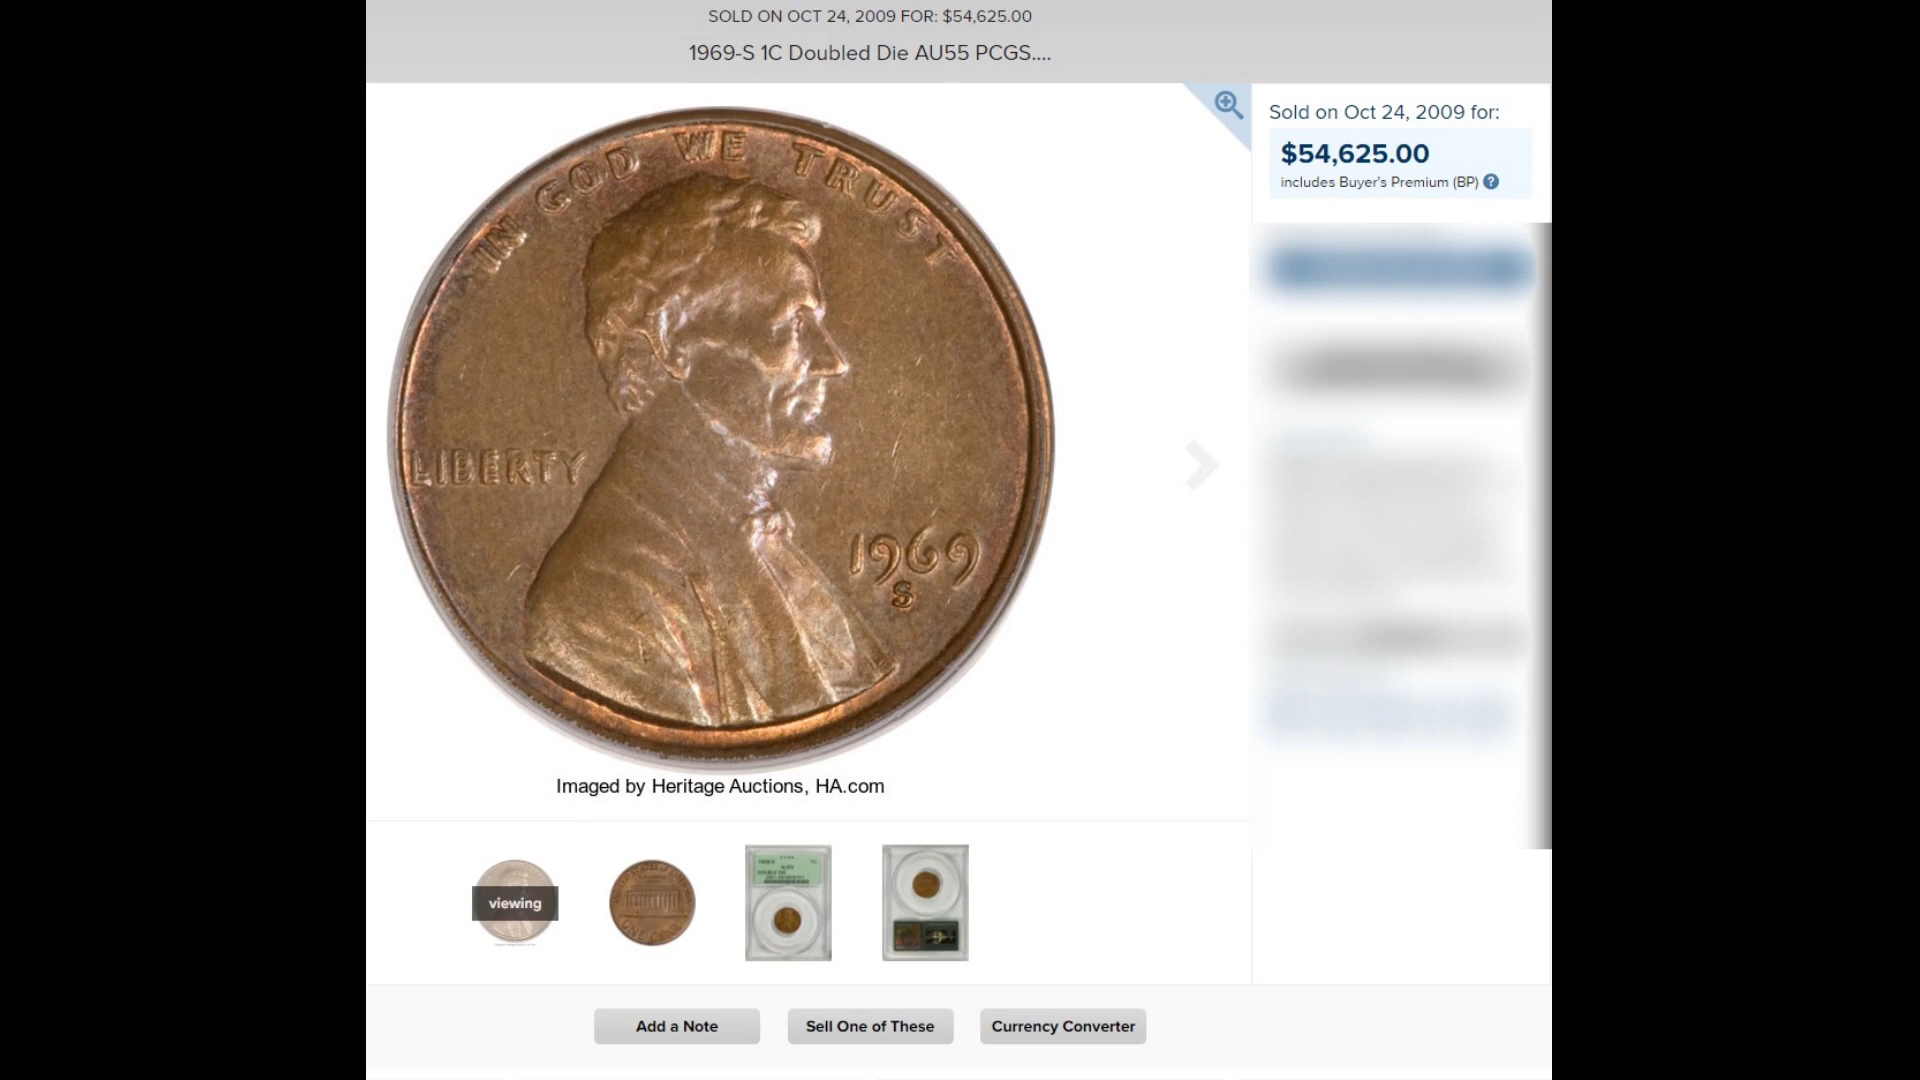 SOLD ON OCT 24, 2009 FOR: $54,625.00
1969-S 1C Doubled Die AU55 PCGS....
Sold on Oct 24, 2009 for:
$54,625.00
includes Buyer's Premium (BP) ?
IN GOD WE TRUST
LIBERTY
1969
S
Imaged by Heritage Auctions, HA.com
viewing
Add a Note
Sell One of These
Currency Converter